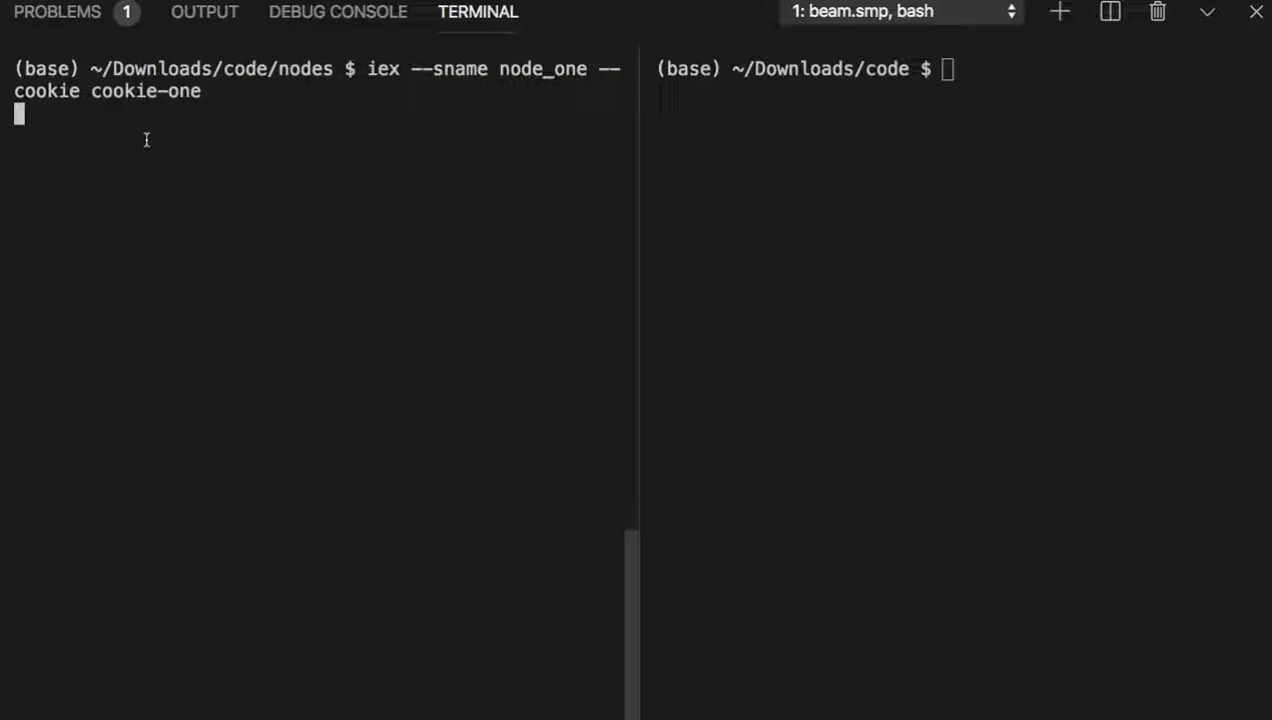 PROBLEMS 1 OUTPUT DEBUG CONSOLE TERMINAL 1: beam.smp, bash
(base) ~/Downloads/code/nodes $ iex --sname node_one --
cookie cookie-one
(base) ~/Downloads/code $